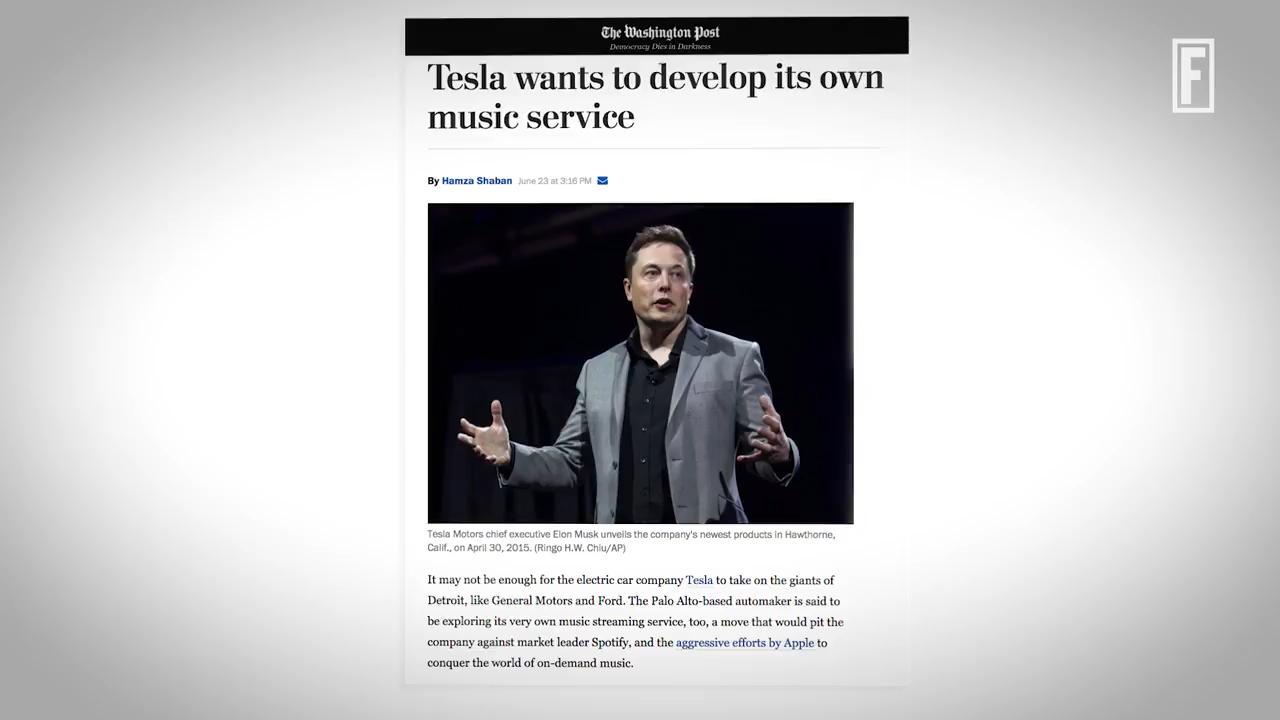 The Washington Post
Democracy Dies in Darkness
F
Tesla wants to develop its own
music service
By Hamza Shaban June 23 at 3:16 PM
Tesla Motors chief executive Elon Musk unveils the company's newest products in Hawthorne,
Calif., on April 30, 2015. (Ringo H.W. Chiu/AP)
It may not be enough for the electric car company Tesla to take on the giants of
Detroit, like General Motors and Ford. The Palo Alto-based automaker is said to
be exploring its very own music streaming service, too, a move that would pit the
company against market leader Spotify, and the aggressive efforts by Apple to
conquer the world of on-demand music.